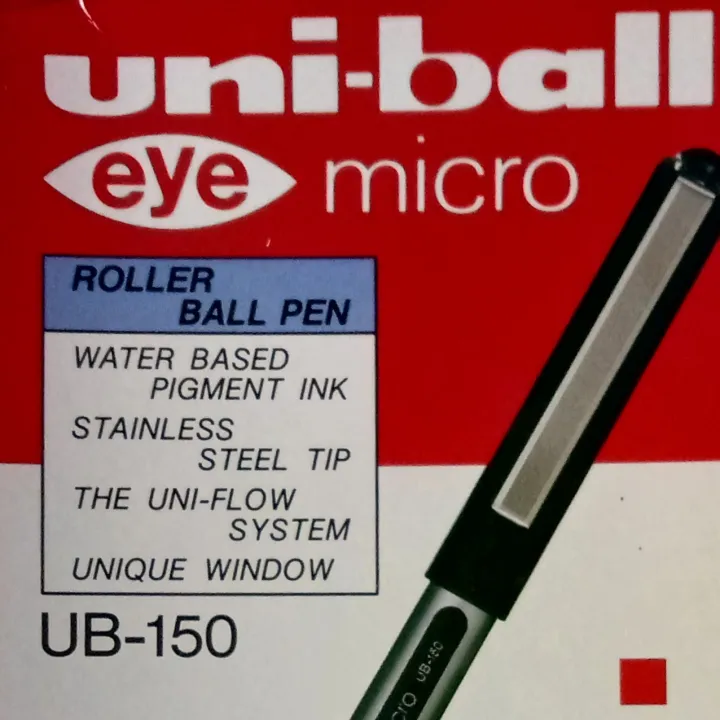 uni-ball
eye micro
ROLLER
BALL PEN
WATER BASED
PIGMENT INK
STAINLESS
STEEL TIP
THE UNI-FLOW
SYSTEM
UNIQUE WINDOW
UB-150
UB-150